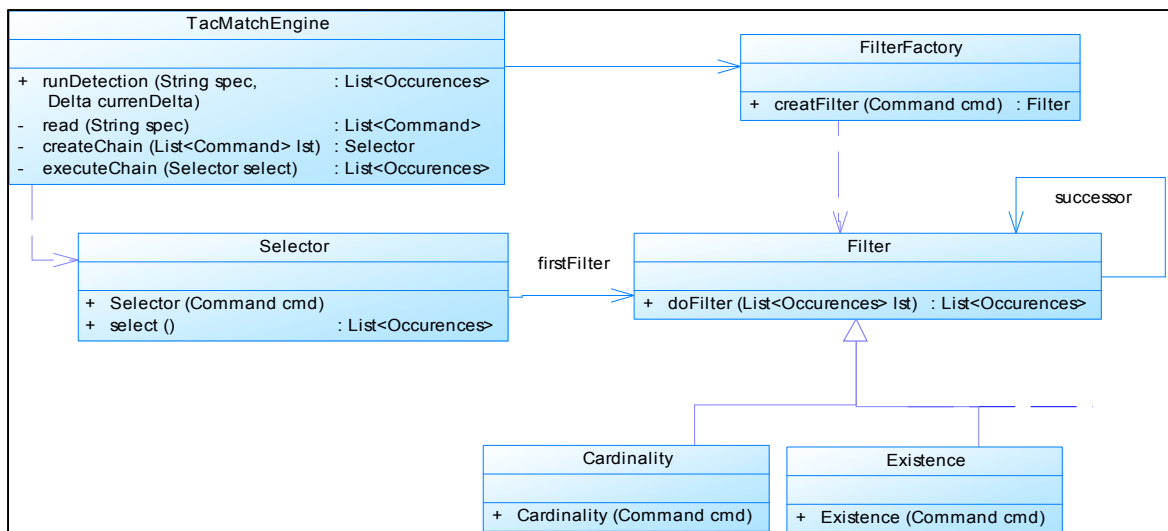 TacMatchEngine
+ runDetection (String spec, : List<Occurences>
Delta currenDelta)
- read (String spec) : List<Command>
- createChain (List<Command> lst) : Selector
- executeChain (Selector select) : List<Occurences>
FilterFactory
+ creatFilter (Command cmd) : Filter
successor
Selector
+ Selector (Command cmd)
+ select () : List<Occurences>
firstFilter
Filter
+ doFilter (List<Occurences> lst) : List<Occurences>
Cardinality
+ Cardinality (Command cmd)
Existence
+ Existence (Command cmd)